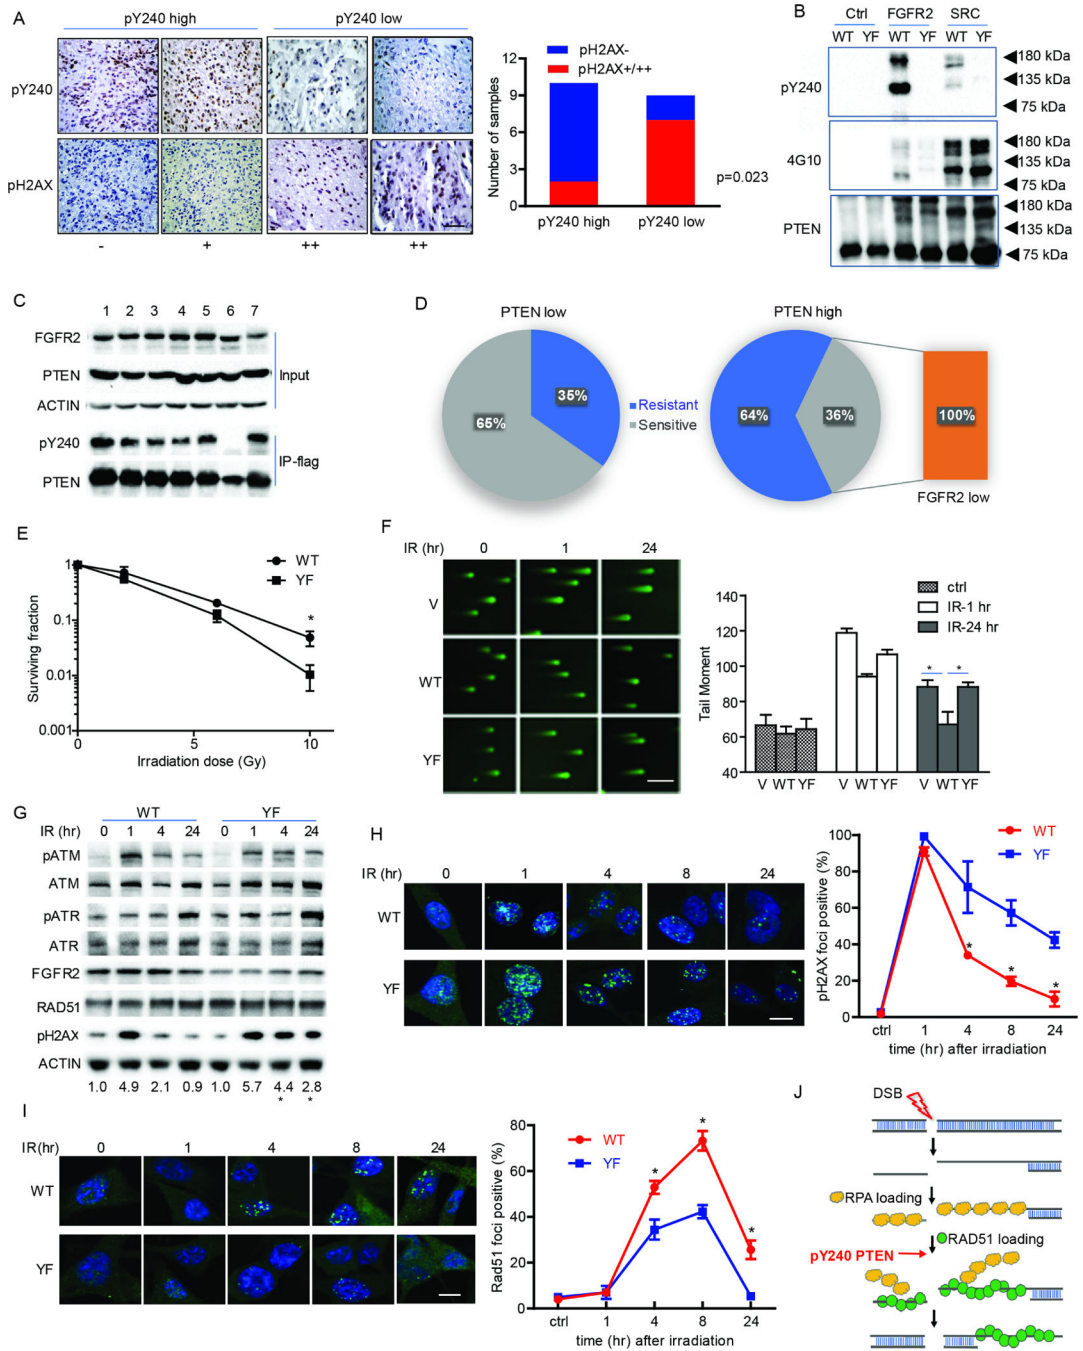 A
pY240 high
pY240 low
pY240
pH2AX
-
+
++
++
pH2AX-
pH2AX+/++
Number of samples
12
9
6
3
0
pY240 high
pY240 low
p=0.023
B
Ctrl
FGFR2
SRC
WT YF WT YF WT YF
pY240
180 kDa
135 kDa
75 kDa
4G10
180 kDa
135 kDa
75 kDa
PTEN
180 kDa
135 kDa
75 kDa
C
1 2 3 4 5 6 7
FGFR2
PTEN
ACTIN
Input
pY240
PTEN
IP-flag
D
PTEN low
PTEN high
35%
65%
Resistant
Sensitive
64%
36%
100%
FGFR2 low
E
WT
YF
Surviving fraction
1
0.1
0.01
0.001
*
0
5
10
Irradiation dose (Gy)
F
IR (hr)
0
1
24
V
WT
YF
ctrl
IR-1 hr
IR-24 hr
Tail Moment
140
120
100
80
60
40
* *
V WT YF V WT YF V WT YF
G
WT
YF
IR (hr) 0 1 4 24 0 1 4 24
pATM
ATM
pATR
ATR
FGFR2
RAD51
pH2AX
ACTIN
1.0 4.9 2.1 0.9 1.0 5.7 4.4 2.8
* *
H
IR(hr) 0 1 4 8 24
WT
YF
pH2AX foci positive (%)
100
80
60
40
20
0
WT
YF
* * *
ctrl 1 4 8 24
time (hr) after irradiation
I
IR(hr) 0 1 4 8 24
WT
YF
Rad51 foci positive (%)
80
60
40
20
0
WT
YF
* * *
ctrl 1 4 8 24
time (hr) after irradiation
J
DSB
RPA loading
RAD51 loading
pY240 PTEN